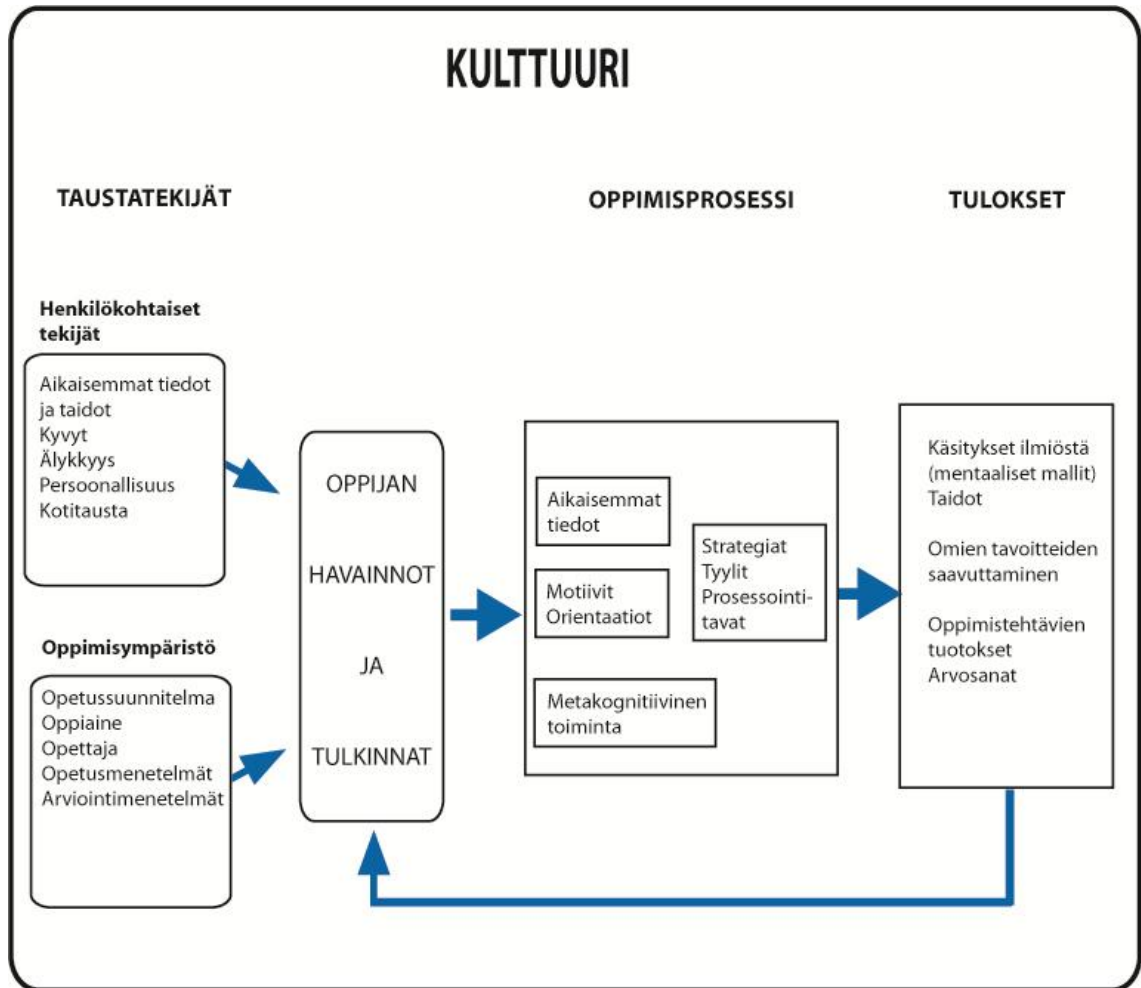 KULTTUURI
TAUSTATEKIJÄT
OPPIMISPROSESSI
TULOKSET
Henkilökohtaiset
tekijät
Aikaisemmat tiedot
ja taidot
Kyvyt
Älykkyys
Persoonallisuus
Kotitausta
Oppimisympäristö
Opetussuunnitelma
Oppiaine
Opettaja
Opetusmenetelmät
Arviointimenetelmät
OPPIJAN
HAVAINNOT
JA
TULKINNAT
Aikaisemmat
tiedot
Motiivit
Orientaatiot
Metakognitiivinen
toiminta
Strategiat
Tyylit
Prosessointi-
tavat
Käsitykset ilmiöstä
(mentaaliset mallit)
Taidot
Omien tavoitteiden
saavuttaminen
Oppimistehtävien
tuotokset
Arvosanat